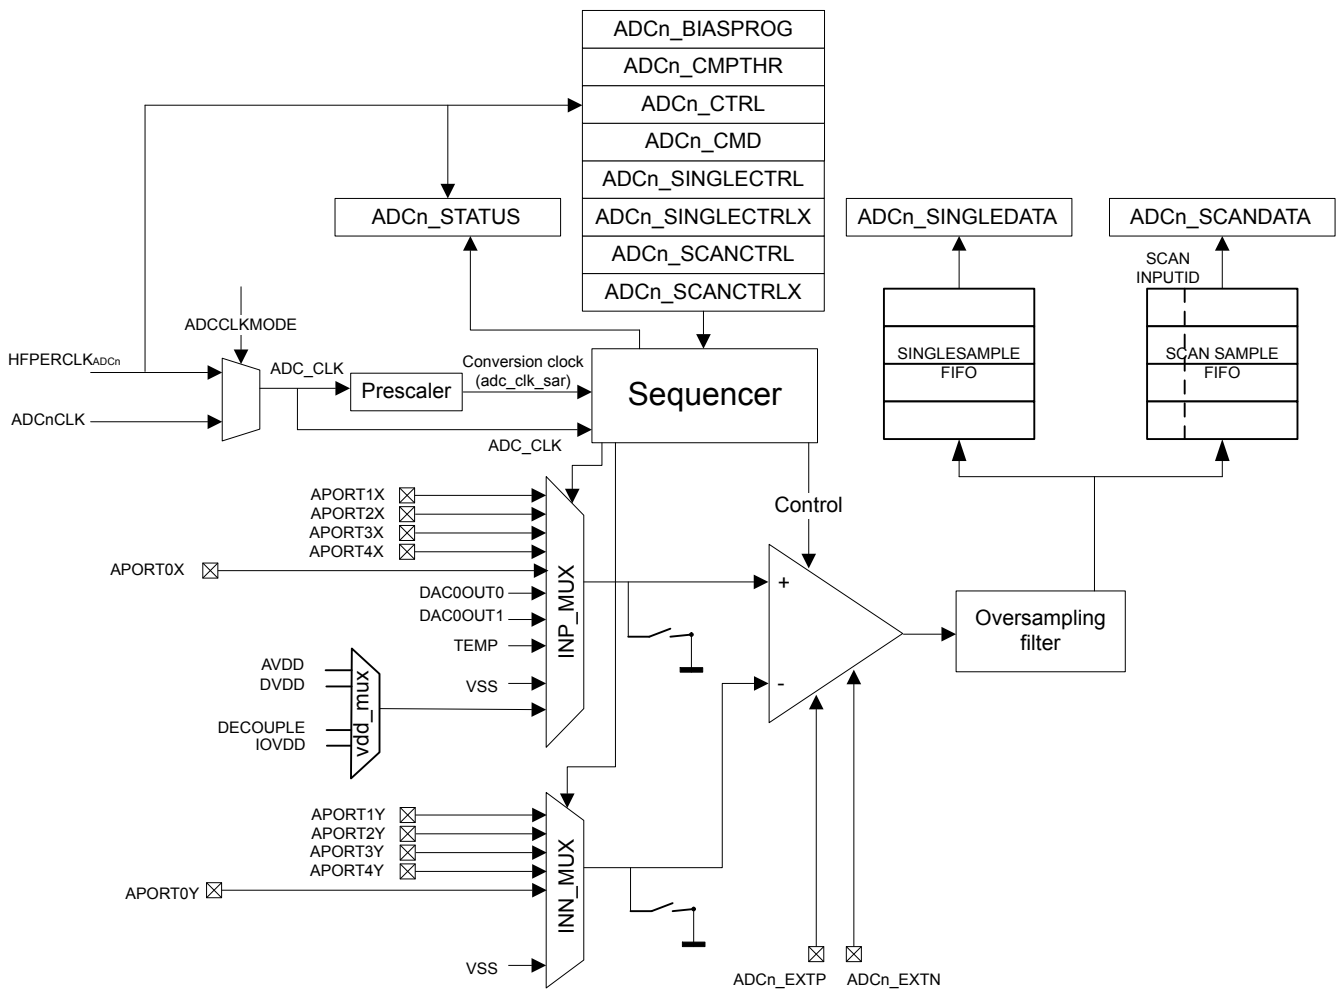 ADCn_BIASPROG
ADCn_CMPTHR
ADCn_CTRL
ADCn_CMD
ADCn_SINGLECTRL
ADCn_SINGLECTRLX
ADCn_SCANCTRL
ADCn_SCANCTRLX
ADCn_STATUS
ADCn_SINGLEDATA
ADCn_SCANDATA
SCAN
INPUTID
SINGLESAMPLE
FIFO
SCAN SAMPLE
FIFO
ADCCLKMODE
HFPERCLKADCn
ADCnCLK
ADC_CLK
Prescaler
Conversion clock
(adc_clk_sar)
ADC_CLK
Sequencer
Control
APORT1X
APORT2X
APORT3X
APORT4X
APORT0X
DAC0OUT0
DAC0OUT1
TEMP
VSS
INP_MUX
AVDD
DVDD
DECOUPLE
IOVDD
vdd_mux
+
-
Oversampling
filter
APORT1Y
APORT2Y
APORT3Y
APORT4Y
APORT0Y
VSS
INN_MUX
ADCn_EXTP
ADCn_EXTN